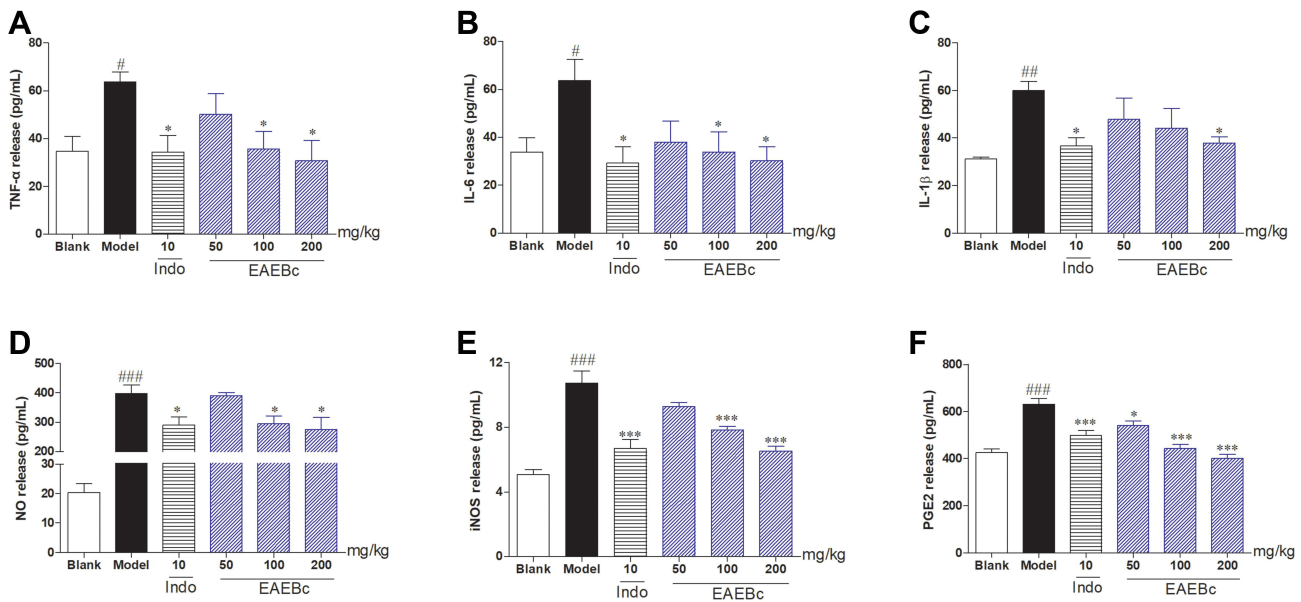 A
TNF-α release (pg/mL)
80
60
40
20
0
#
*
*
*
Blank Model 10 50 100 200 mg/kg
Indo EAEBc
B
IL-6 release (pg/mL)
80
60
40
20
0
#
*
*
*
Blank Model 10 50 100 200 mg/kg
Indo EAEBc
C
IL-1β release (pg/mL)
80
60
40
20
0
##
*
*
Blank Model 10 50 100 200 mg/kg
Indo EAEBc
D
NO release (pg/mL)
500
400
300
200
30
20
10
0
###
*
*
*
Blank Model 10 50 100 200 mg/kg
Indo EAEBc
E
iNOS release (pg/mL)
12
8
4
0
###
***
***
***
Blank Model 10 50 100 200 mg/kg
Indo EAEBc
F
PGE2 release (pg/mL)
800
600
400
200
0
###
***
*
***
***
Blank Model 10 50 100 200 mg/kg
Indo EAEBc